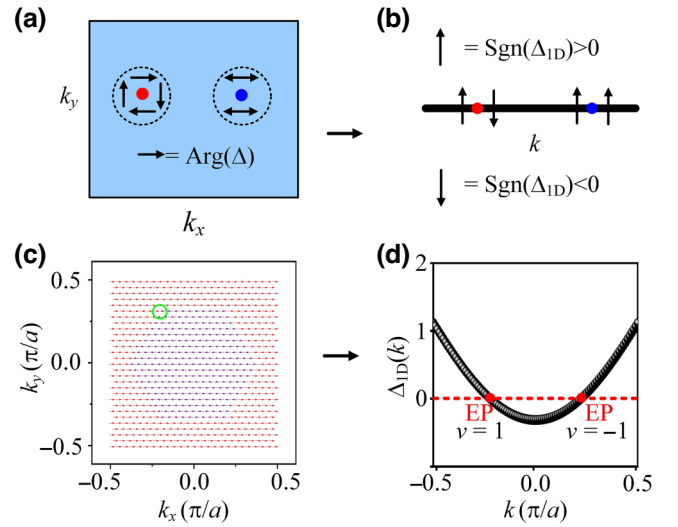 (a)
k_y
→= Arg(Δ)
k_x
(b)
= Sgn(Δ_1D)>0
k
= Sgn(Δ_1D)<0
(c)
k_y (π/a)
0.5
0.0
−0.5
−0.5 0.0 0.5
k_x (π/a)
(d)
Δ_1D(k)
2
1
0
EP EP
v = 1 v = −1
−0.5 0.0 0.5
k (π/a)